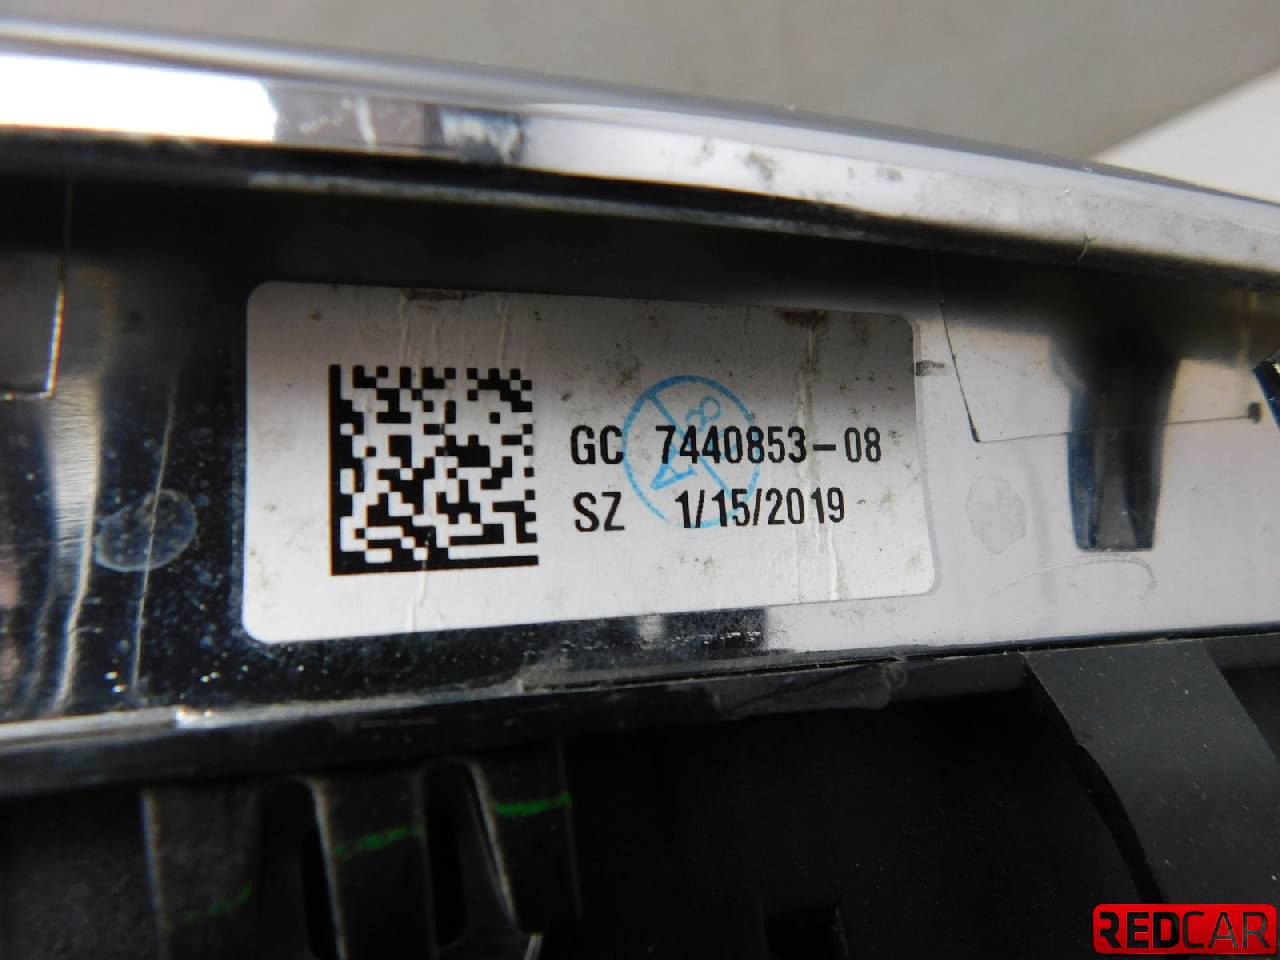 GC 7440853-08
SZ 1/15/2019
REDCAR